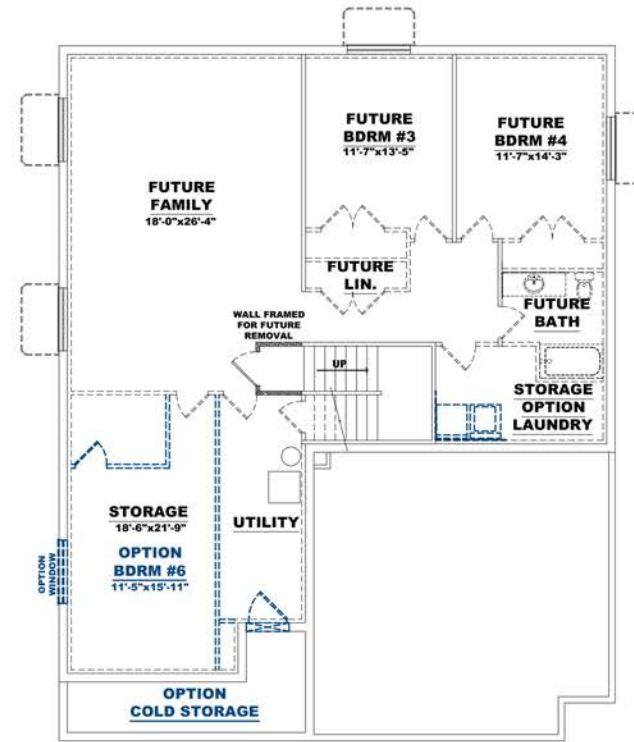 FUTURE
BDRM #3
11'-7"x13'-5"
FUTURE
BDRM #4
11'-7"x14'-3"
FUTURE
FAMILY
18'-0"x26'-4"
FUTURE
LIN.
FUTURE
BATH
WALL FRAMED
FOR FUTURE
REMOVAL
UP
STORAGE
OPTION
LAUNDRY
STORAGE
18'-6"x21'-9"
UTILITY
OPTION
BDRM #6
11'-5"x15'-11"
OPTION
WINDOW
OPTION
COLD STORAGE